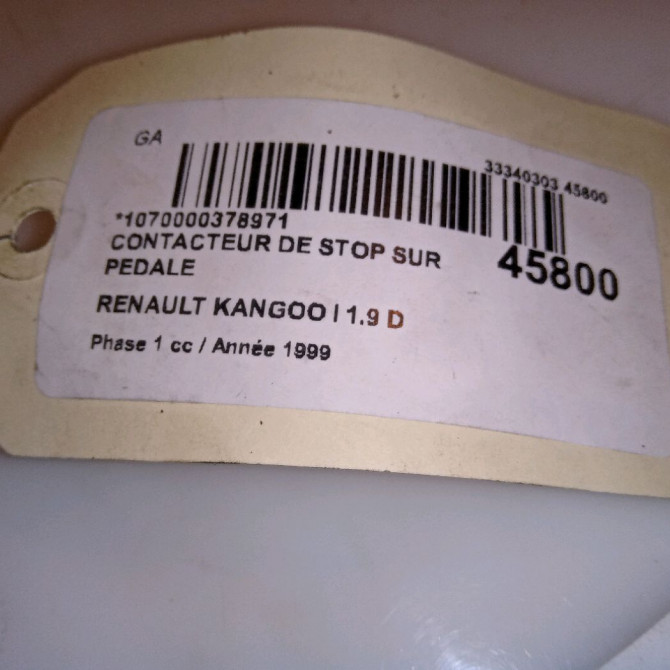 GA
33340303 45800
*1070000378971
CONTACTEUR DE STOP SUR
PEDALE
45800
RENAULT KANGOO I 1.9 D
Phase 1 cc / Année 1999